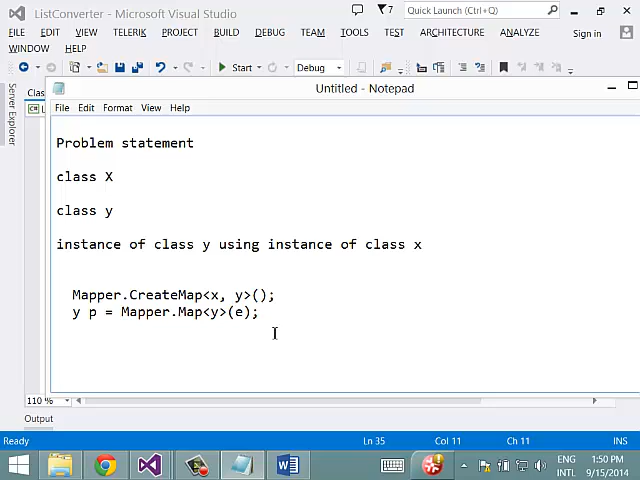 ListConverter - Microsoft Visual Studio
7
Quick Launch (Ctrl+Q)
FILE EDIT VIEW TELERIK PROJECT BUILD DEBUG TEAM TOOLS TEST ARCHITECTURE ANALYZE Sign in
WINDOW HELP
Start Debug
Server Explorer
Clas
Untitled - Notepad
File Edit Format View Help
Problem statement
class X
class y
instance of class y using instance of class x
Mapper.CreateMap<x, y>();
y p = Mapper.Map<y>(e);
110 %
Output
Ready Ln 35 Col 11 Ch 11 INS
ENG 1:50 PM
INTL 9/15/2014